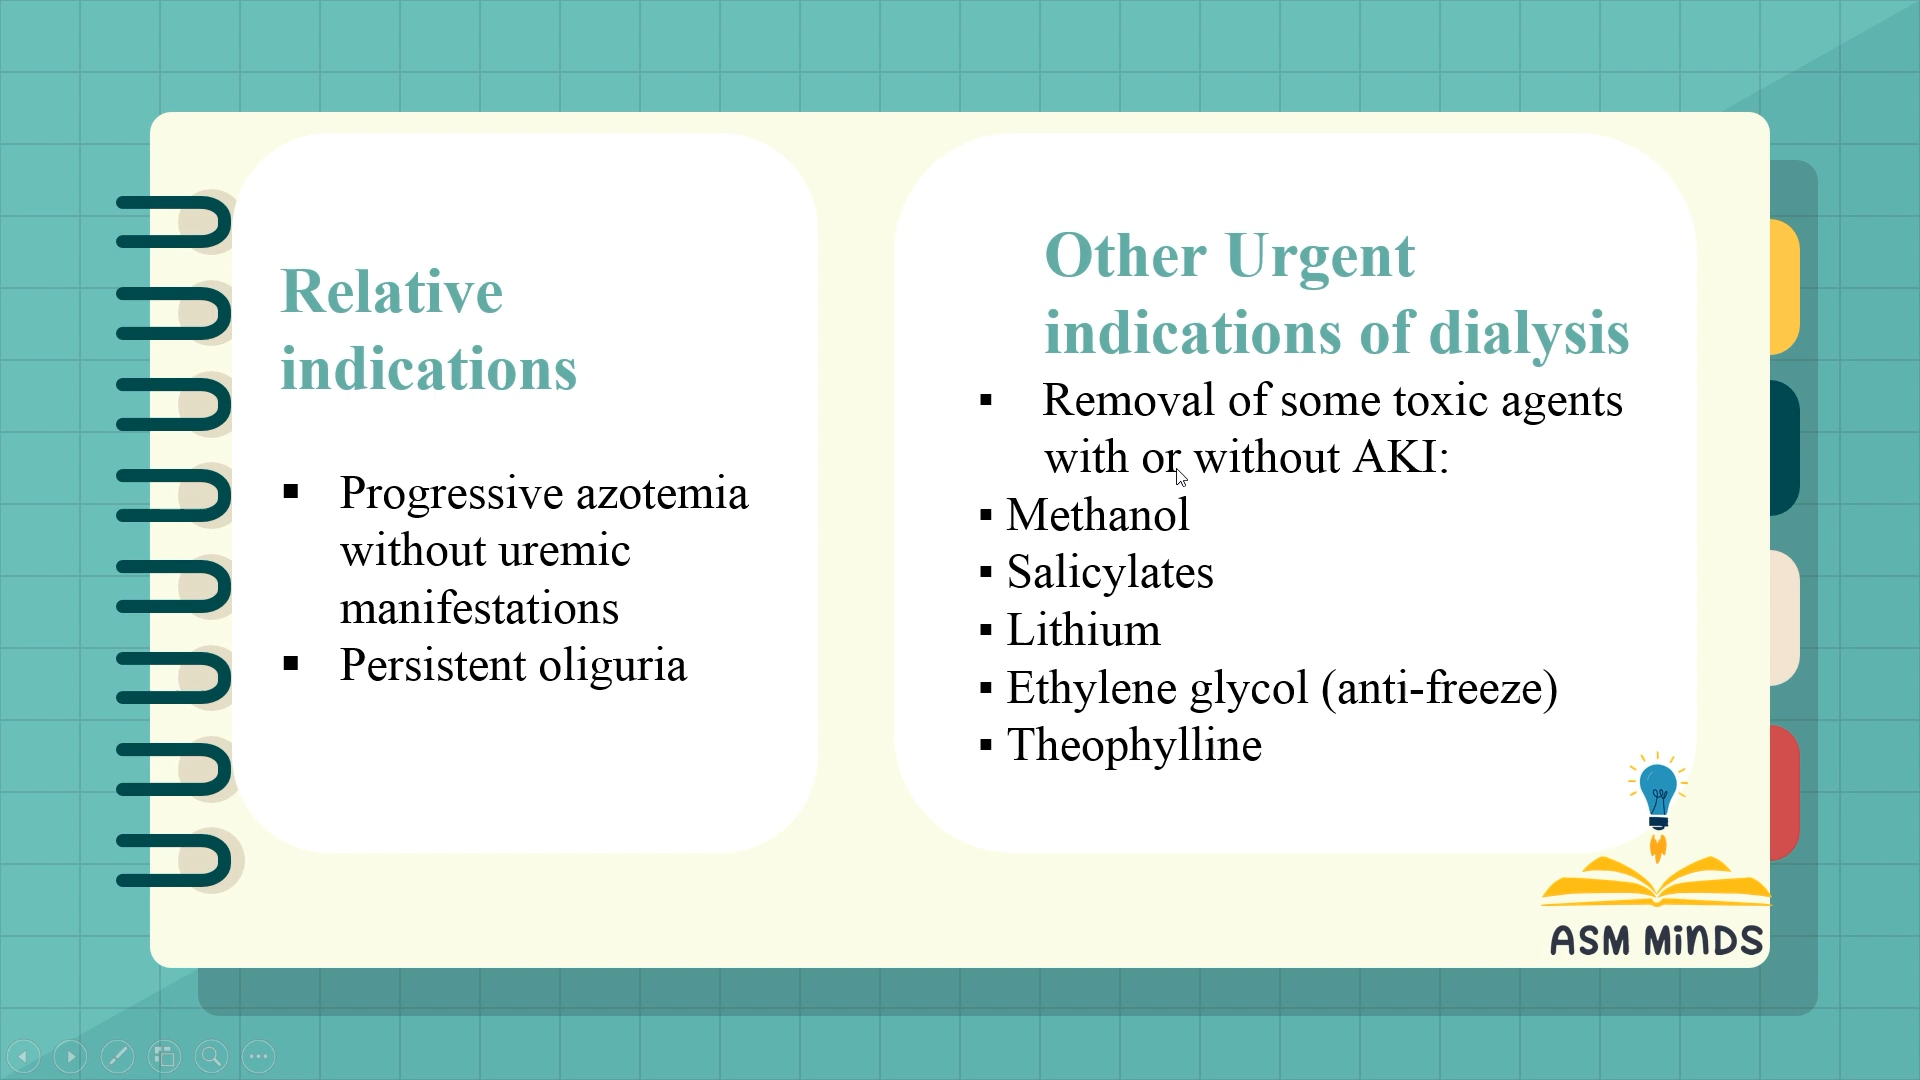 Relative
indications
▪ Progressive azotemia
without uremic
manifestations
▪ Persistent oliguria
Other Urgent
indications of dialysis
▪ Removal of some toxic agents
with or without AKI:
▪ Methanol
▪ Salicylates
▪ Lithium
▪ Ethylene glycol (anti-freeze)
▪ Theophylline
ASM MiNDS